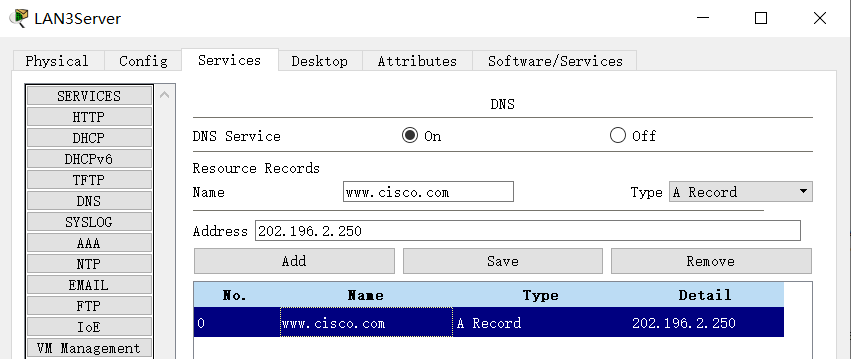 LAN3Server
Physical Config Services Desktop Attributes Software/Services
SERVICES
HTTP
DHCP
DHCPv6
TFTP
DNS
SYSLOG
AAA
NTP
EMAIL
FTP
IoE
VM Management
DNS
DNS Service On Off
Resource Records
Name www.cisco.com Type A Record
Address 202.196.2.250
Add Save Remove
No. Name Type Detail
0 www.cisco.com A Record 202.196.2.250